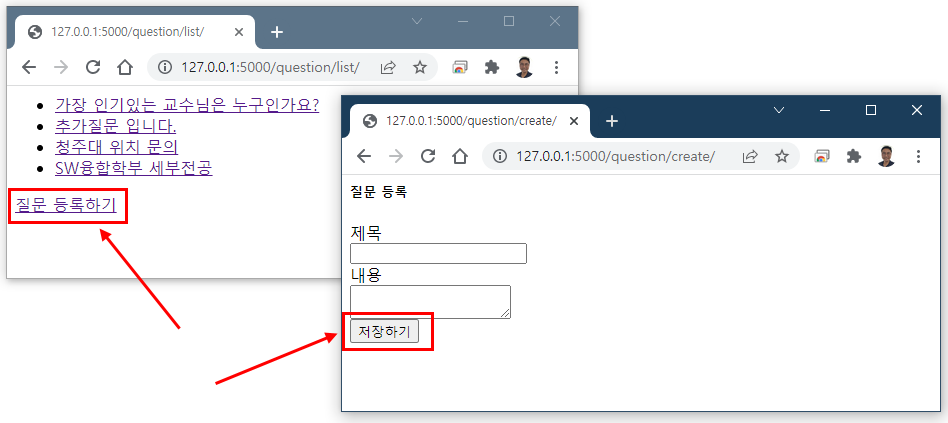 127.0.0.1:5000/question/list/
127.0.0.1:5000/question/list/
가장 인기있는 교수님은 누구인가요?
추가질문 입니다.
청주대 위치 문의
SW융합학부 세부전공
질문 등록하기
127.0.0.1:5000/question/create/
127.0.0.1:5000/question/create/
질문 등록
제목
내용
저장하기